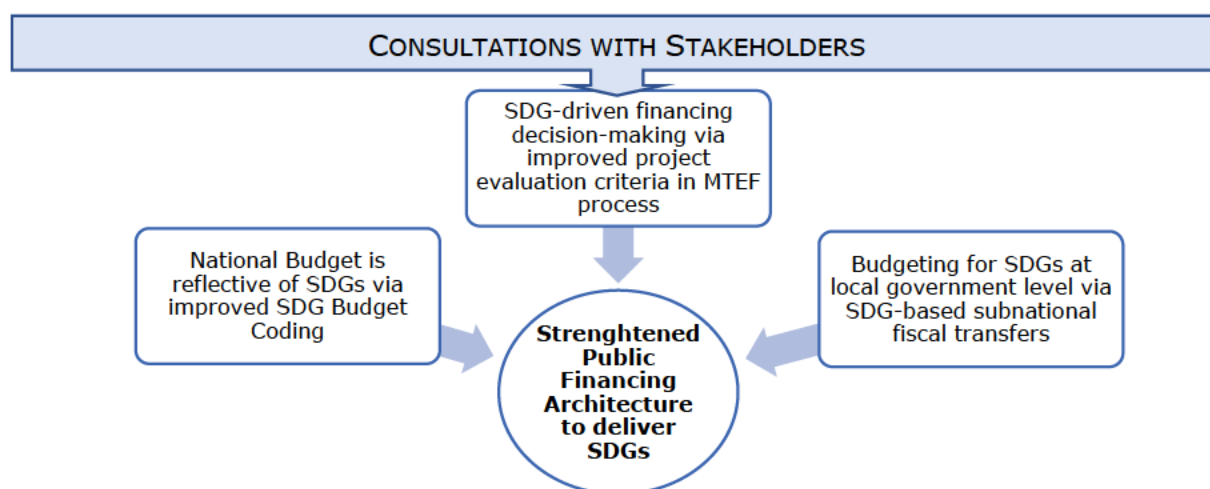 CONSULTATIONS WITH STAKEHOLDERS
SDG-driven financing
decision-making via
improved project
evaluation criteria in MTEF
process
National Budget is
reflective of SDGs via
improved SDG Budget
Coding
Budgeting for SDGs at
local government level via
SDG-based subnational
fiscal transfers
Strenghtened
Public
Financing
Architecture
to deliver
SDGs